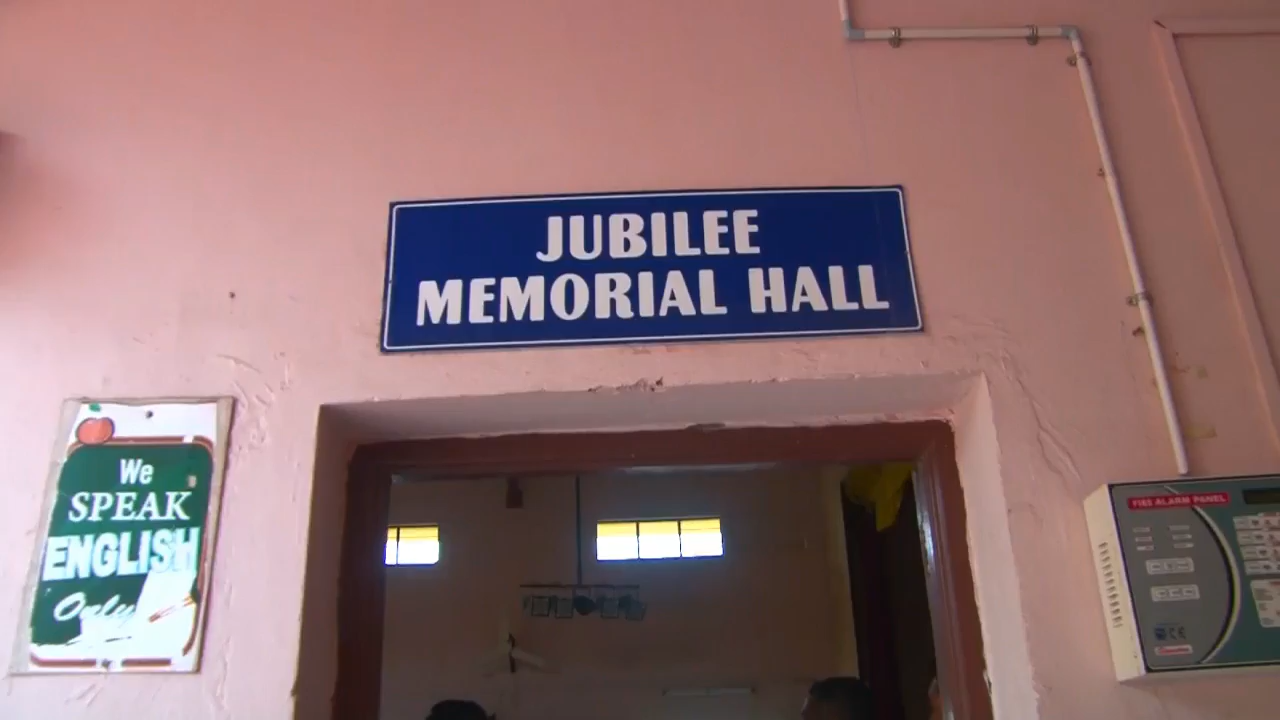 JUBILEE
MEMORIAL HALL
We
SPEAK
ENGLISH
Only
FIRE ALARM PANEL